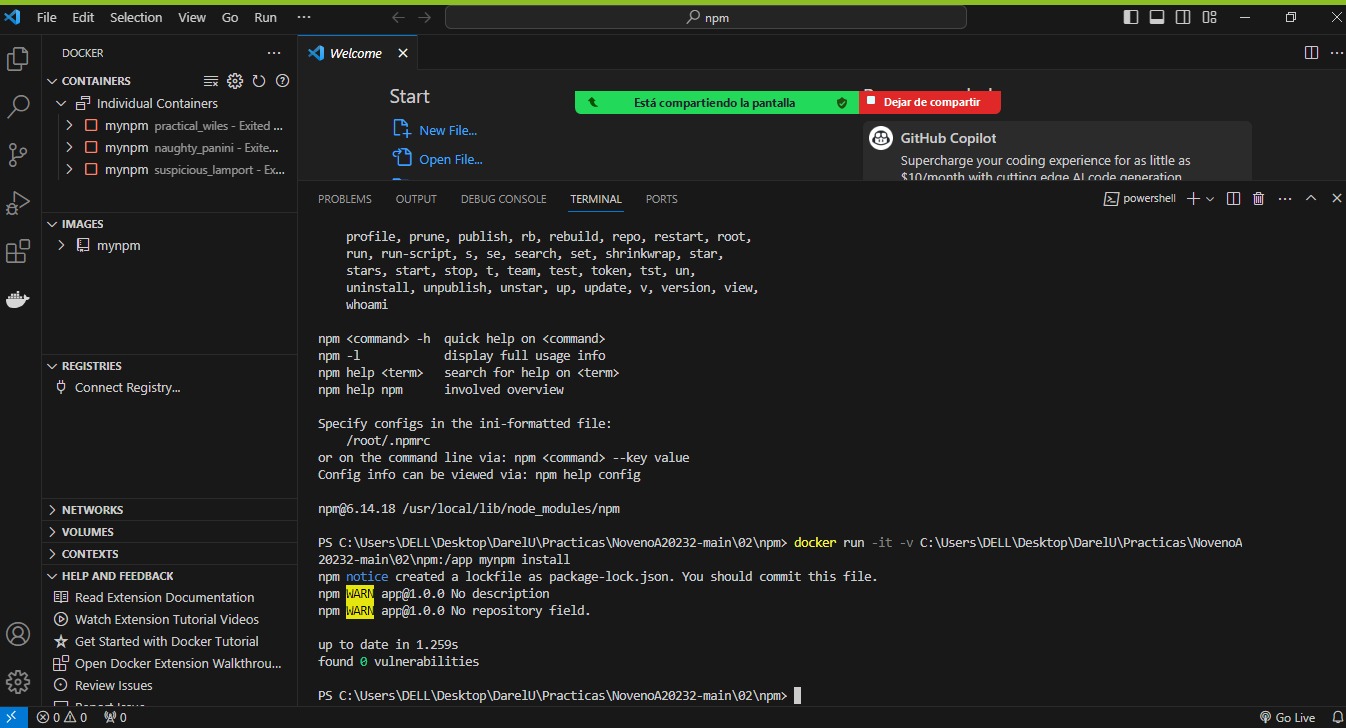 File Edit Selection View Go Run ··· npm
DOCKER ···
CONTAINERS
Individual Containers
mynpm practical_wiles - Exited ...
mynpm naughty_panini - Exite...
mynpm suspicious_lamport - Ex...
IMAGES
mynpm
REGISTRIES
Connect Registry...
NETWORKS
VOLUMES
CONTEXTS
HELP AND FEEDBACK
Read Extension Documentation
Watch Extension Tutorial Videos
Get Started with Docker Tutorial
Open Docker Extension Walkthrou...
Review Issues
Report Issue
Welcome
Start
New File...
Open File...
Está compartiendo la pantalla
Dejar de compartir
GitHub Copilot
Supercharge your coding experience for as little as
$10/month with cutting edge AI code generation
PROBLEMS OUTPUT DEBUG CONSOLE TERMINAL PORTS
powershell
profile, prune, publish, rb, rebuild, repo, restart, root,
run, run-script, s, se, search, set, shrinkwrap, star,
stars, start, stop, t, team, test, token, tst, un,
uninstall, unpublish, unstar, up, update, v, version, view,
whoami
npm <command> -h quick help on <command>
npm -l display full usage info
npm help <term> search for help on <term>
npm help npm involved overview
Specify configs in the ini-formatted file:
/root/.npmrc
or on the command line via: npm <command> --key value
Config info can be viewed via: npm help config
npm@6.14.18 /usr/local/lib/node_modules/npm
PS C:\Users\DELL\Desktop\DarelU\Practicas\NovenoA20232-main\02\npm> docker run -it -v C:\Users\DELL\Desktop\DarelU\Practicas\NovenoA
20232-main\02\npm:/app mynpm install
npm notice created a lockfile as package-lock.json. You should commit this file.
npm WARN app@1.0.0 No description
npm WARN app@1.0.0 No repository field.
up to date in 1.259s
found 0 vulnerabilities
PS C:\Users\DELL\Desktop\DarelU\Practicas\NovenoA20232-main\02\npm>
0 0 0
Go Live